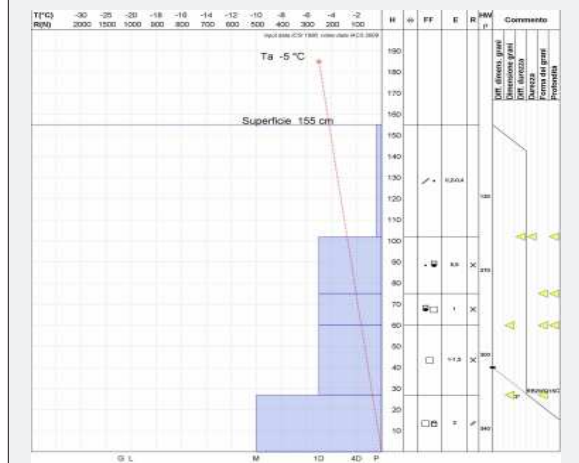 T(°C) -30 -25 -20 -18 -16 -14 -12 -10 -8 -6 -4 -2 H FF E R HW Commento
R(N) 2000 1500 1200 1000 800 700 600 500 400 300 200 100
Ta -5 °C
Superficie 155 cm
Diff. dimens. grani
Dimensione grani
Diff. durezza
Durezza
Forma dei grani
Profondita
190
180
170
160
150
140
130
120
110
100
90
80
70
60
50
40
30
20
10
0,2-0,4
0,5
1
1-1,5
2
G L M 1D 4D P